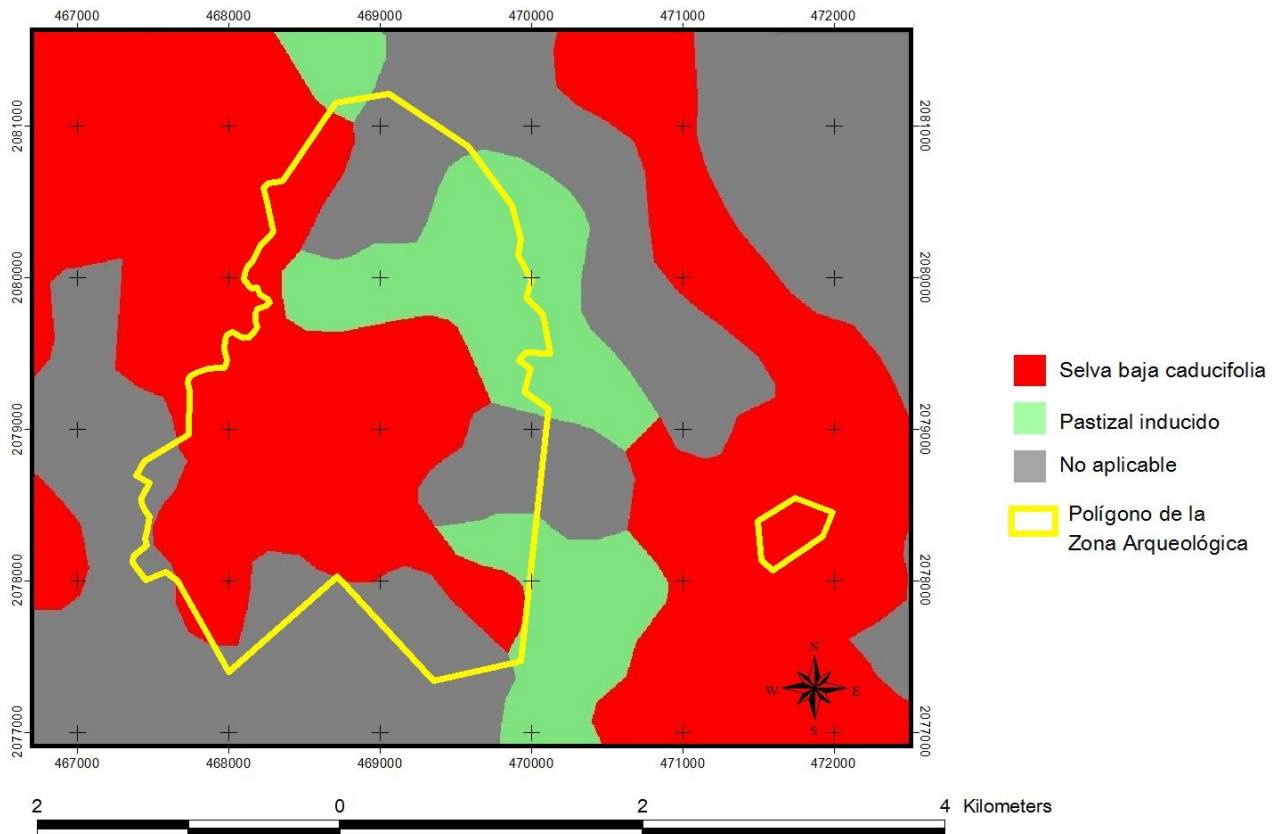 467000 468000 469000 470000 471000 472000
2081000 2081000
2080000 2080000
2079000 2079000
2078000 2078000
2077000 2077000
Selva baja caducifolia
Pastizal inducido
No aplicable
Polígono de la
Zona Arqueológica
N
W E
S
467000 468000 469000 470000 471000 472000
2 0 2 4 Kilometers